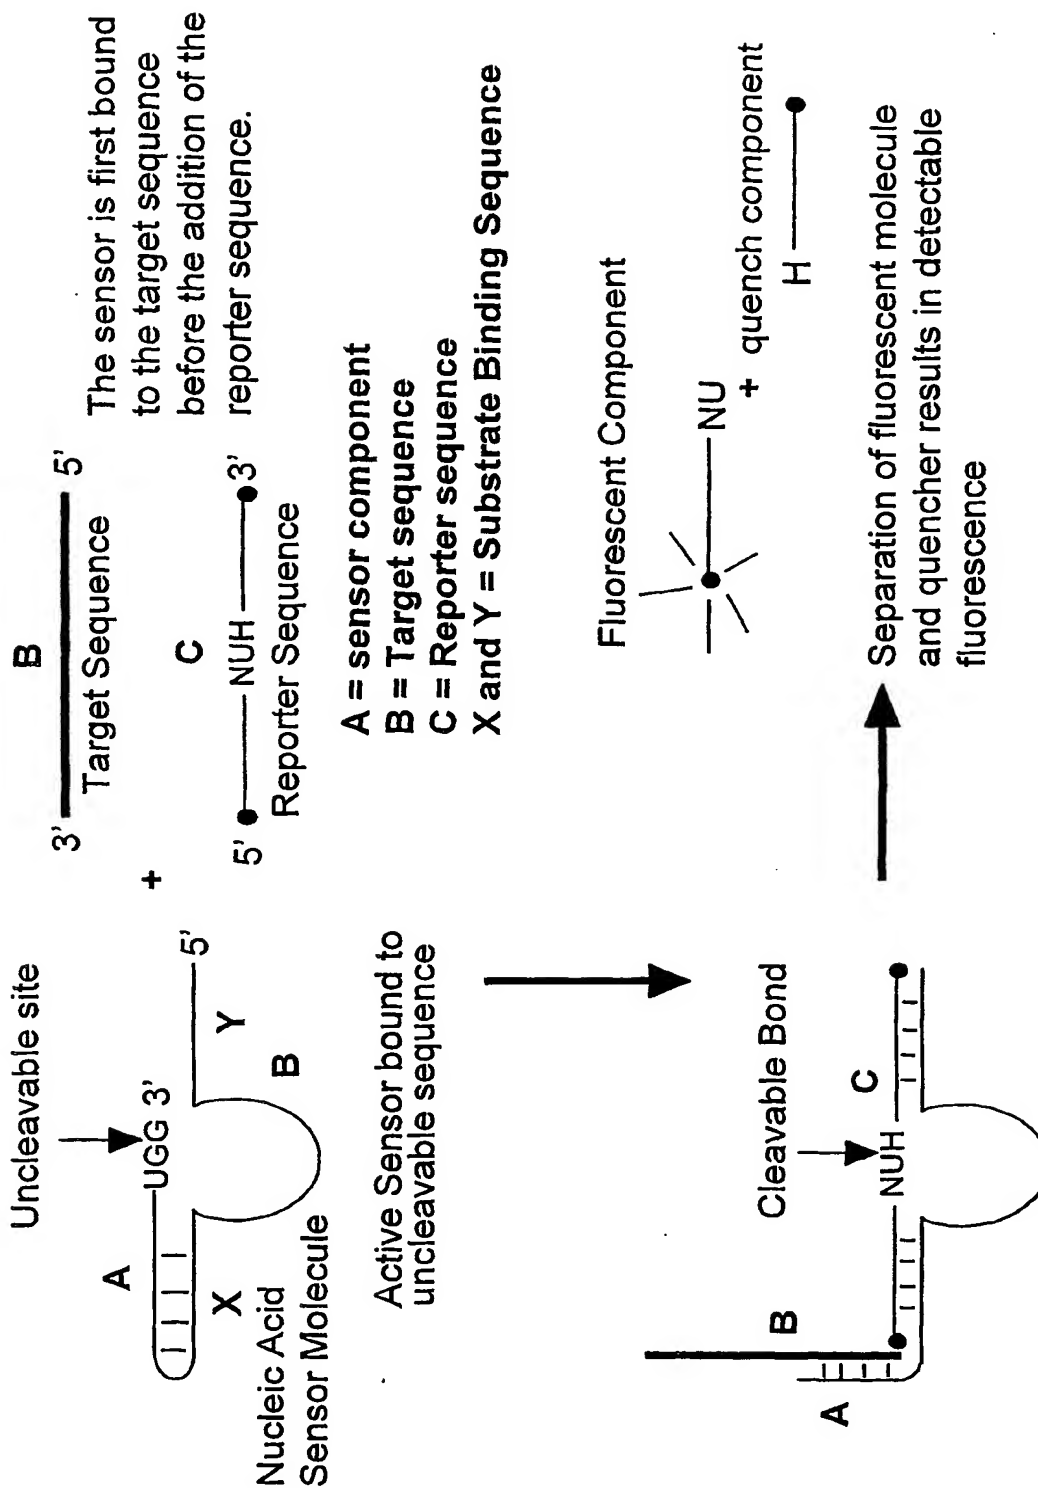 Uncleavable site
A
UGG 3'
5'
X
Y
B
Nucleic Acid
Sensor Molecule
+
B
3'
5'
Target Sequence
C
5'
NUH
3'
Reporter Sequence
The sensor is first bound
to the target sequence
before the addition of the
reporter sequence.
A = sensor component
B = Target sequence
C = Reporter sequence
X and Y = Substrate Binding Sequence
Active Sensor bound to
uncleavable sequence
Cleavable Bond
B
A
NUH
C
Fluorescent Component
NU
+ quench component
H
Separation of fluorescent molecule
and quencher results in detectable
fluorescence